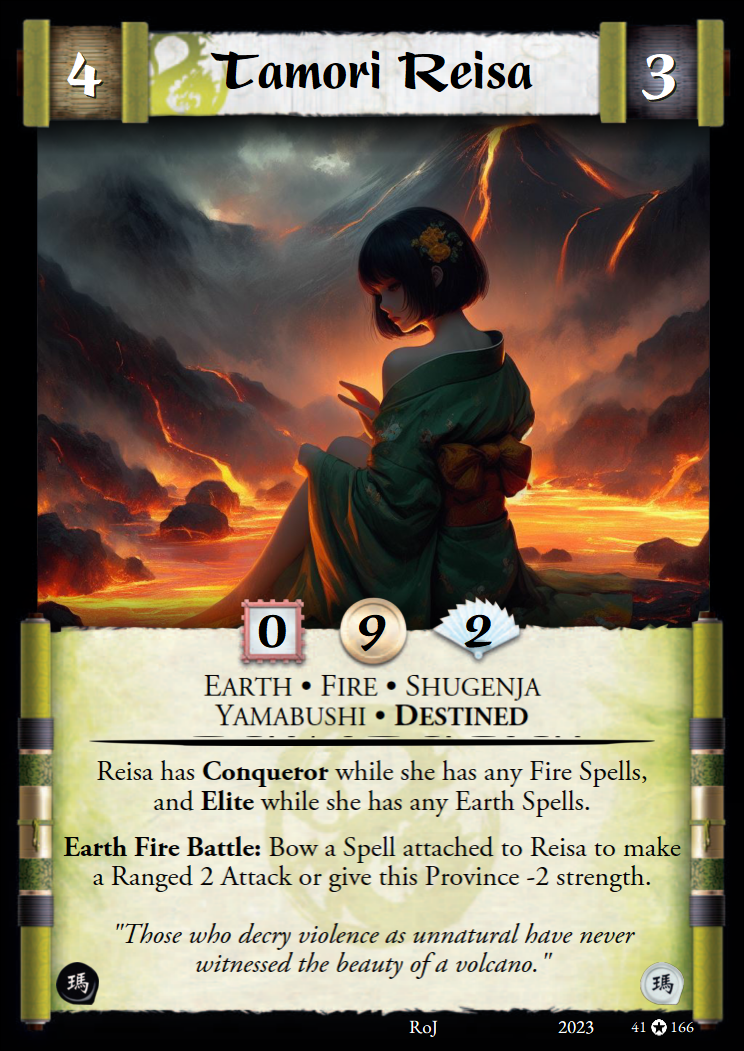 4 Tamori Reisa 3
0 9 2
EARTH • FIRE • SHUGENJA
YAMABUSHI • DESTINED
Reisa has Conqueror while she has any Fire Spells,
and Elite while she has any Earth Spells.
Earth Fire Battle: Bow a Spell attached to Reisa to make
a Ranged 2 Attack or give this Province -2 strength.
"Those who decry violence as unnatural have never
witnessed the beauty of a volcano."
瑪 瑪
RoJ 2023 41 166